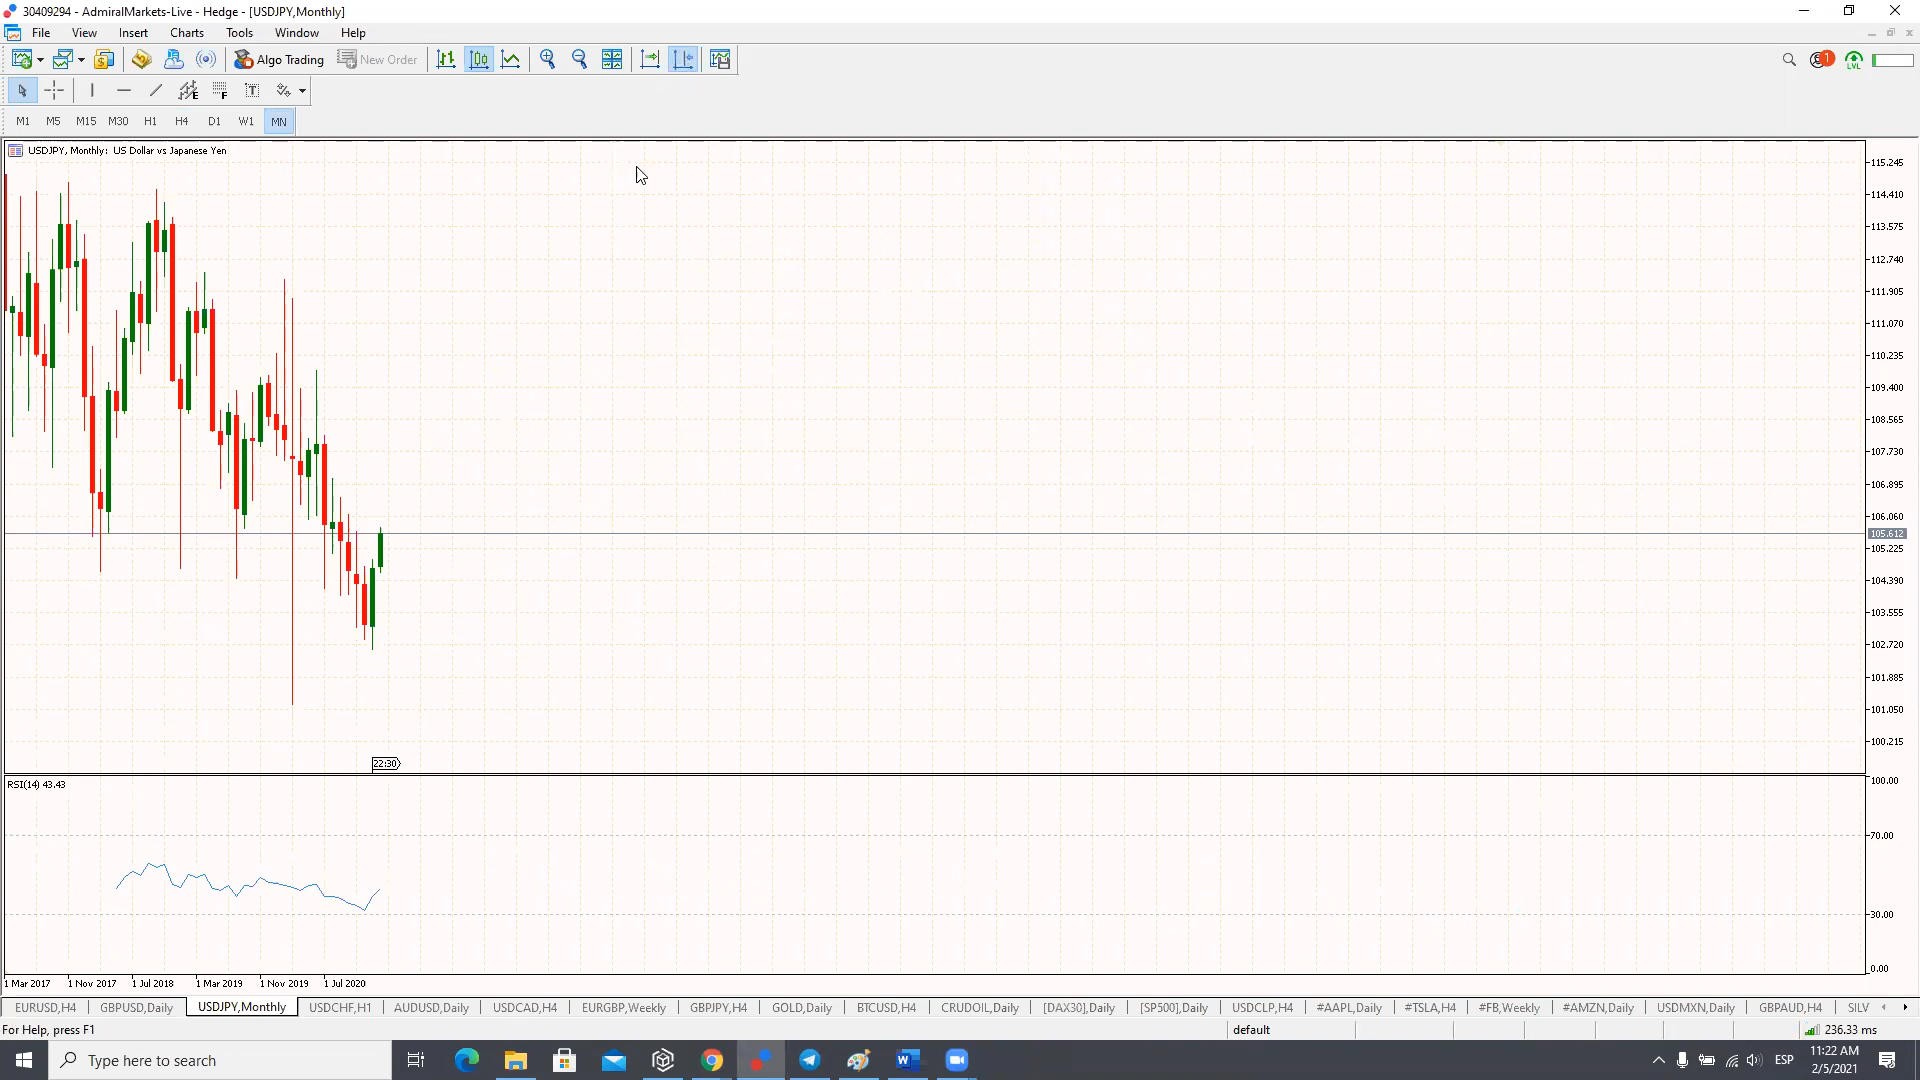 30409294 - AdmiralMarkets-Live - Hedge - [USDJPY,Monthly]
File View Insert Charts Tools Window Help
Algo Trading New Order
1
LVL
E F T
M1 M5 M15 M30 H1 H4 D1 W1 MN
USDJPY, Monthly: US Dollar vs Japanese Yen
115.245
114.410
113.575
112.740
111.905
111.070
110.235
109.400
108.565
107.730
106.895
106.060
105.612
105.225
104.390
103.555
102.720
101.885
101.050
100.215
22:30
RSI(14) 43.43
100.00
70.00
30.00
0.00
1 Mar 2017 1 Nov 2017 1 Jul 2018 1 Mar 2019 1 Nov 2019 1 Jul 2020
EURUSD,H4 GBPUSD,Daily USDJPY,Monthly USDCHF,H1 AUDUSD,Daily USDCAD,H4 EURGBP,Weekly GBPJPY,H4 GOLD,Daily BTCUSD,H4 CRUDOIL,Daily [DAX30],Daily [SP500],Daily USDCLP,H4 #AAPL,Daily #TSLA,H4 #FB,Weekly #AMZN,Daily USDMXN,Daily GBPAUD,H4 SILV
For Help, press F1 default 236.33 ms
Type here to search ESP 11:22 AM
2/5/2021